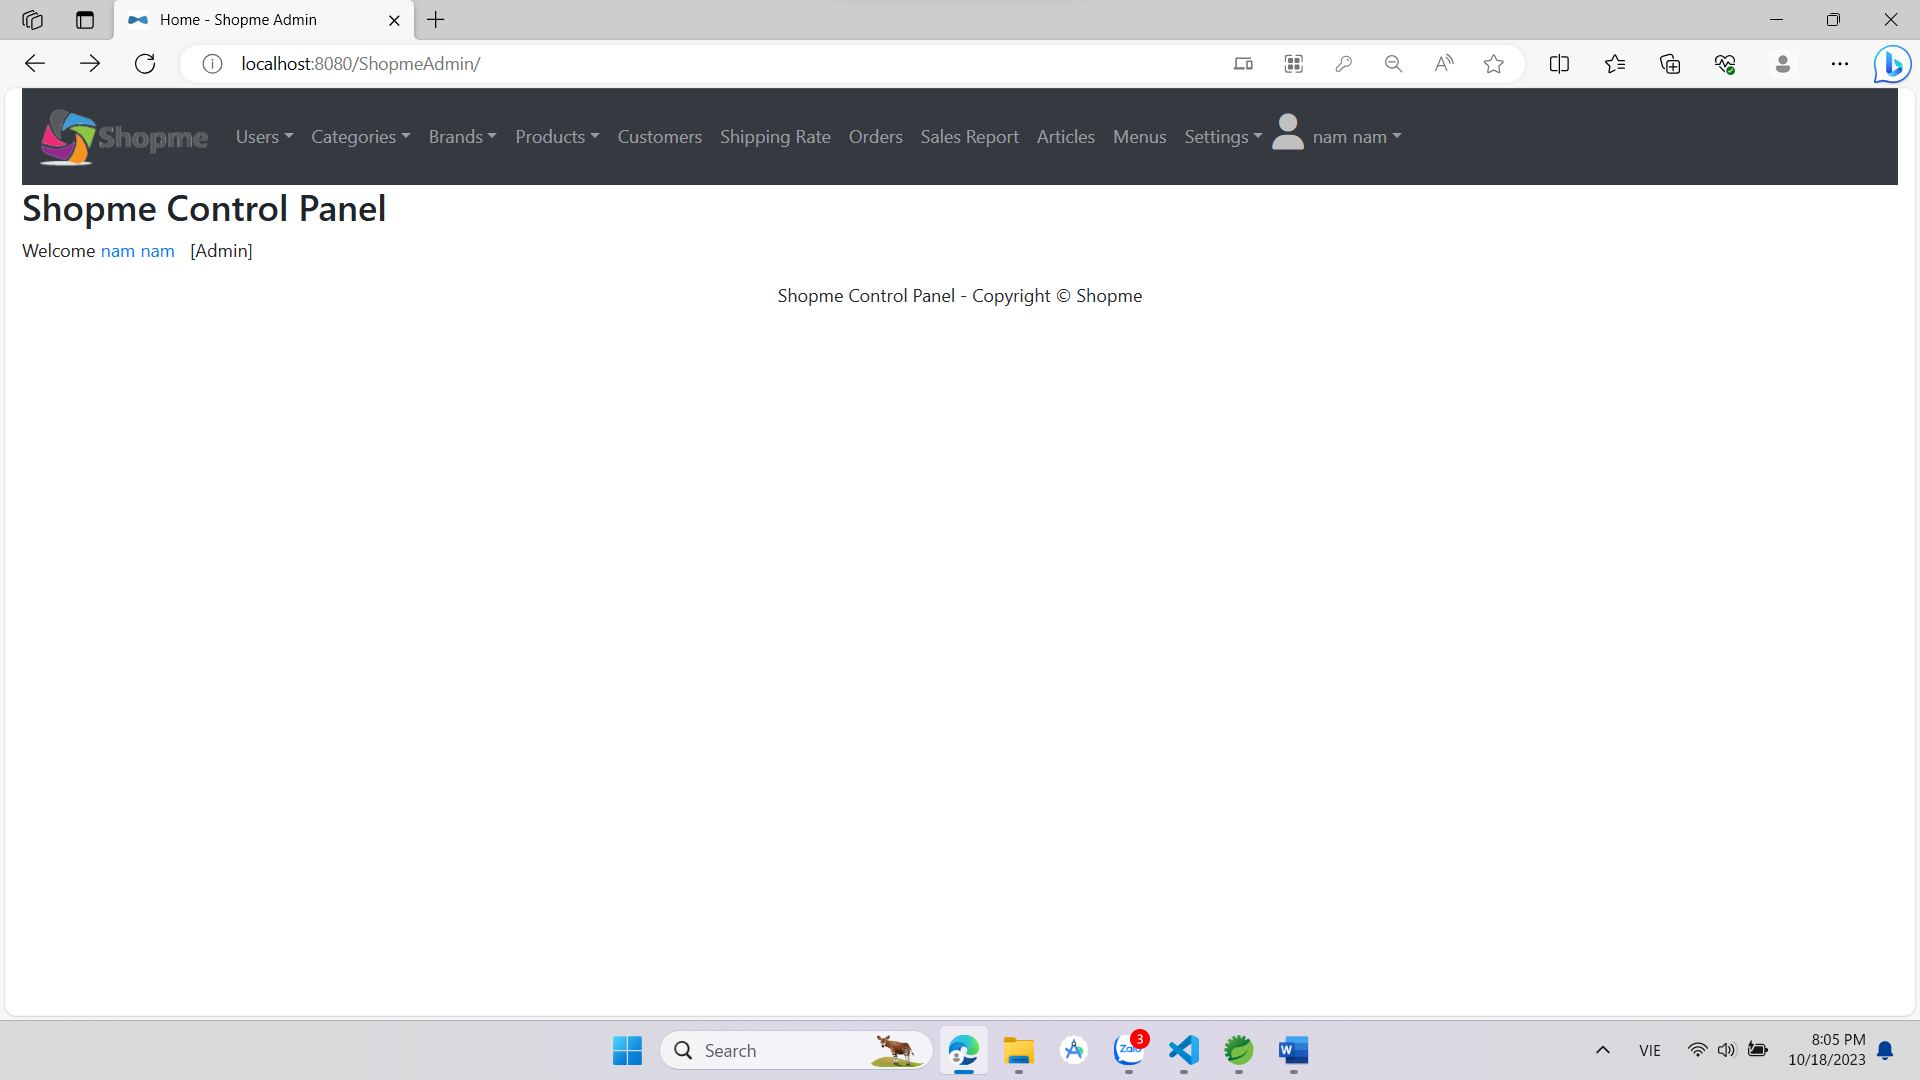 Home - Shopme Admin
localhost:8080/ShopmeAdmin/
Shopme Users Categories Brands Products Customers Shipping Rate Orders Sales Report Articles Menus Settings nam nam
Shopme Control Panel
Welcome nam nam [Admin]
Shopme Control Panel - Copyright © Shopme
Search
Zalo
3
W
VIE
8:05 PM
10/18/2023